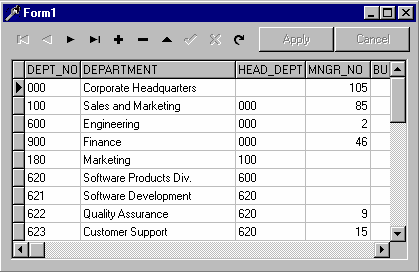 Form1
Apply Cancel
DEPT_NO DEPARTMENT HEAD_DEPT MNGR_NO BU
000 Corporate Headquarters 105
100 Sales and Marketing 000 85
600 Engineering 000 2
900 Finance 000 46
180 Marketing 100
620 Software Products Div. 600
621 Software Development 620
622 Quality Assurance 620 9
623 Customer Support 620 15